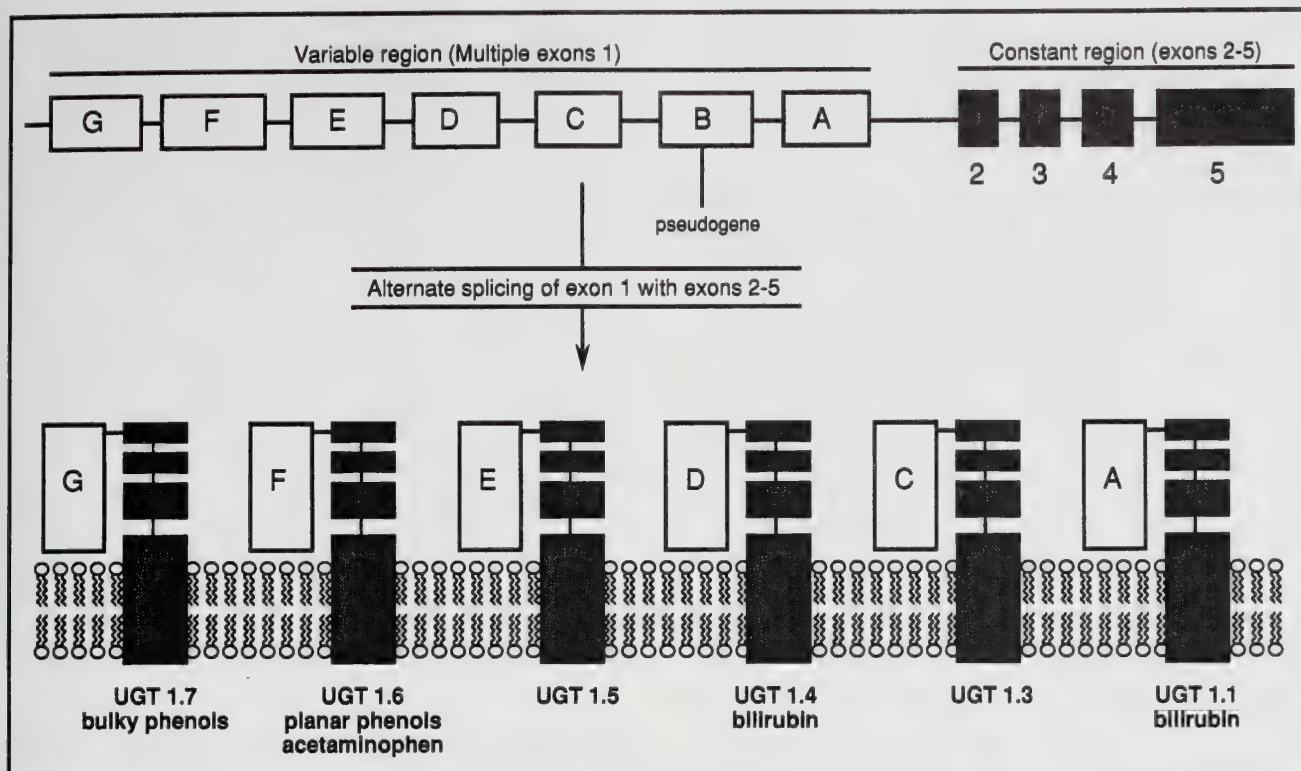 Variable region (Multiple exons 1)
Constant region (exons 2-5)
G F E D C B A
2 3 4 5
pseudogene
Alternate splicing of exon 1 with exons 2-5
G F E D C A
UGT 1.7 UGT 1.6 UGT 1.5 UGT 1.4 UGT 1.3 UGT 1.1
bulky phenols planar phenols bilirubin bilirubin
acetaminophen